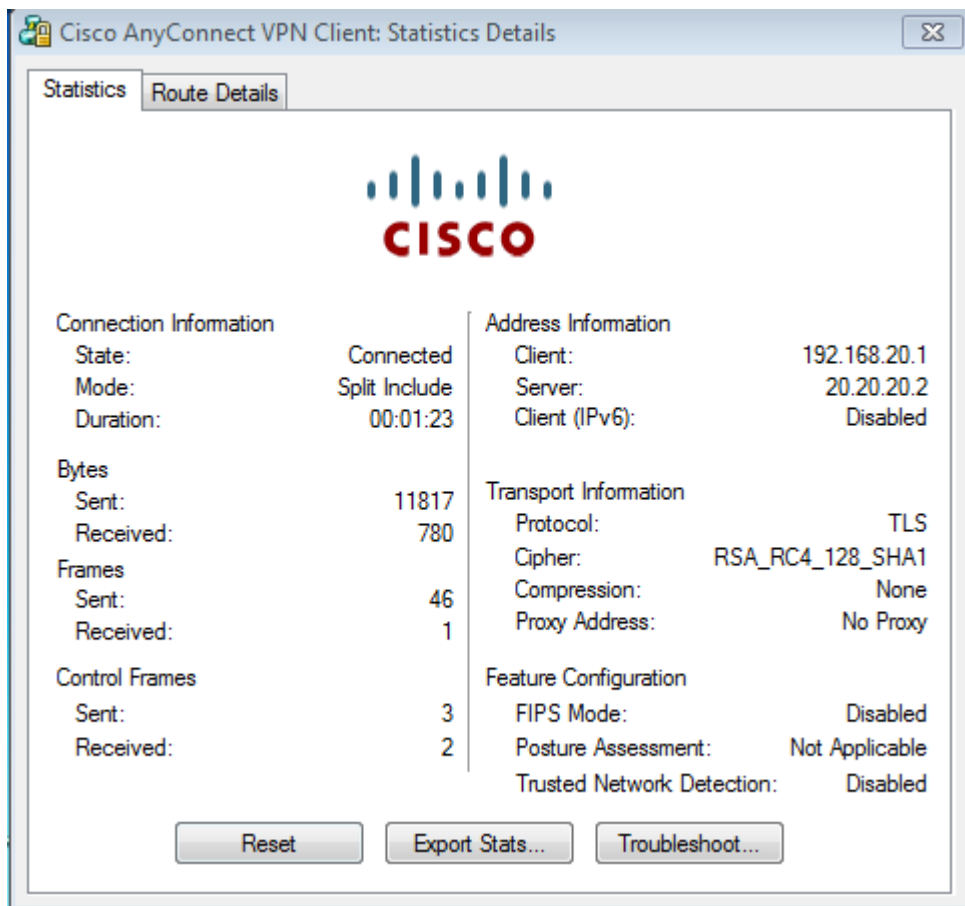 Cisco AnyConnect VPN Client: Statistics Details
Statistics
Route Details
CISCO
Connection Information
State: Connected
Mode: Split Include
Duration: 00:01:23
Bytes
Sent: 11817
Received: 780
Frames
Sent: 46
Received: 1
Control Frames
Sent: 3
Received: 2
Address Information
Client: 192.168.20.1
Server: 20.20.20.2
Client (IPv6): Disabled
Transport Information
Protocol: TLS
Cipher: RSA_RC4_128_SHA1
Compression: None
Proxy Address: No Proxy
Feature Configuration
FIPS Mode: Disabled
Posture Assessment: Not Applicable
Trusted Network Detection: Disabled
Reset
Export Stats...
Troubleshoot...